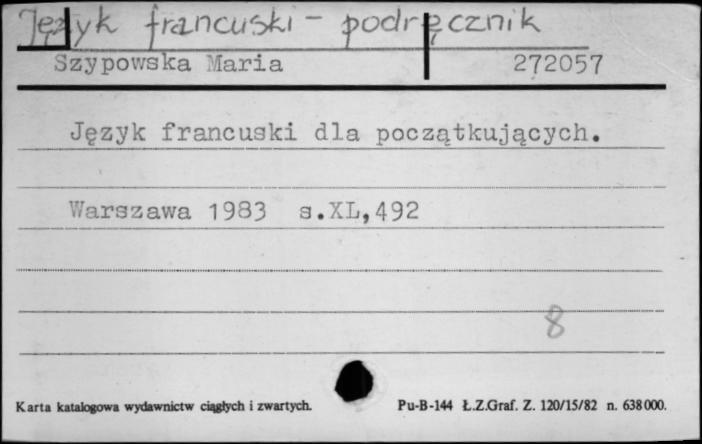 Język francuski - podręcznik
Szypowska Maria 272057
Język francuski dla początkujących.
Warszawa 1983 s.XL,492
8
Karta katalogowa wydawnictw ciągłych i zwartych. Pu-B-144 Ł.Z.Graf. Z. 120/15/82 n. 638000.